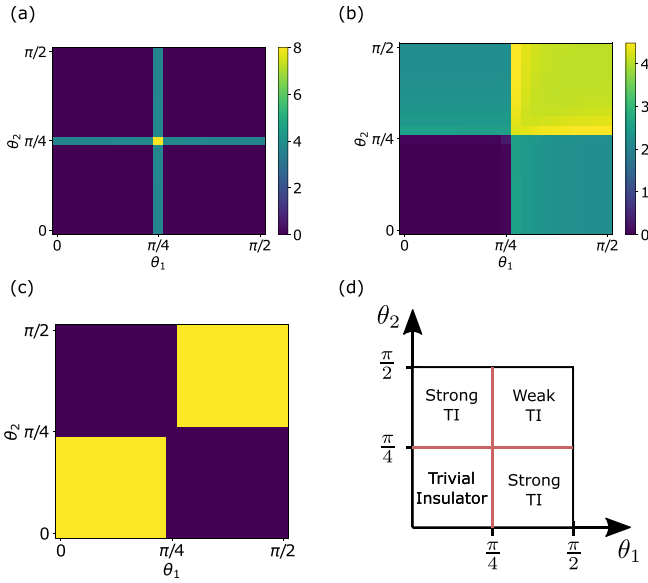 (a)
π/2
θ2
π/4
0
0
π/4
π/2
θ1
8
6
4
2
0
(b)
π/2
θ2
π/4
0
0
π/4
π/2
θ1
4
3
2
1
0
(c)
π/2
θ2
π/4
0
0
π/4
π/2
θ1
(d)
θ2
π/2
π/4
Strong
TI
Weak
TI
Trivial
Insulator
Strong
TI
π/4
π/2
θ1